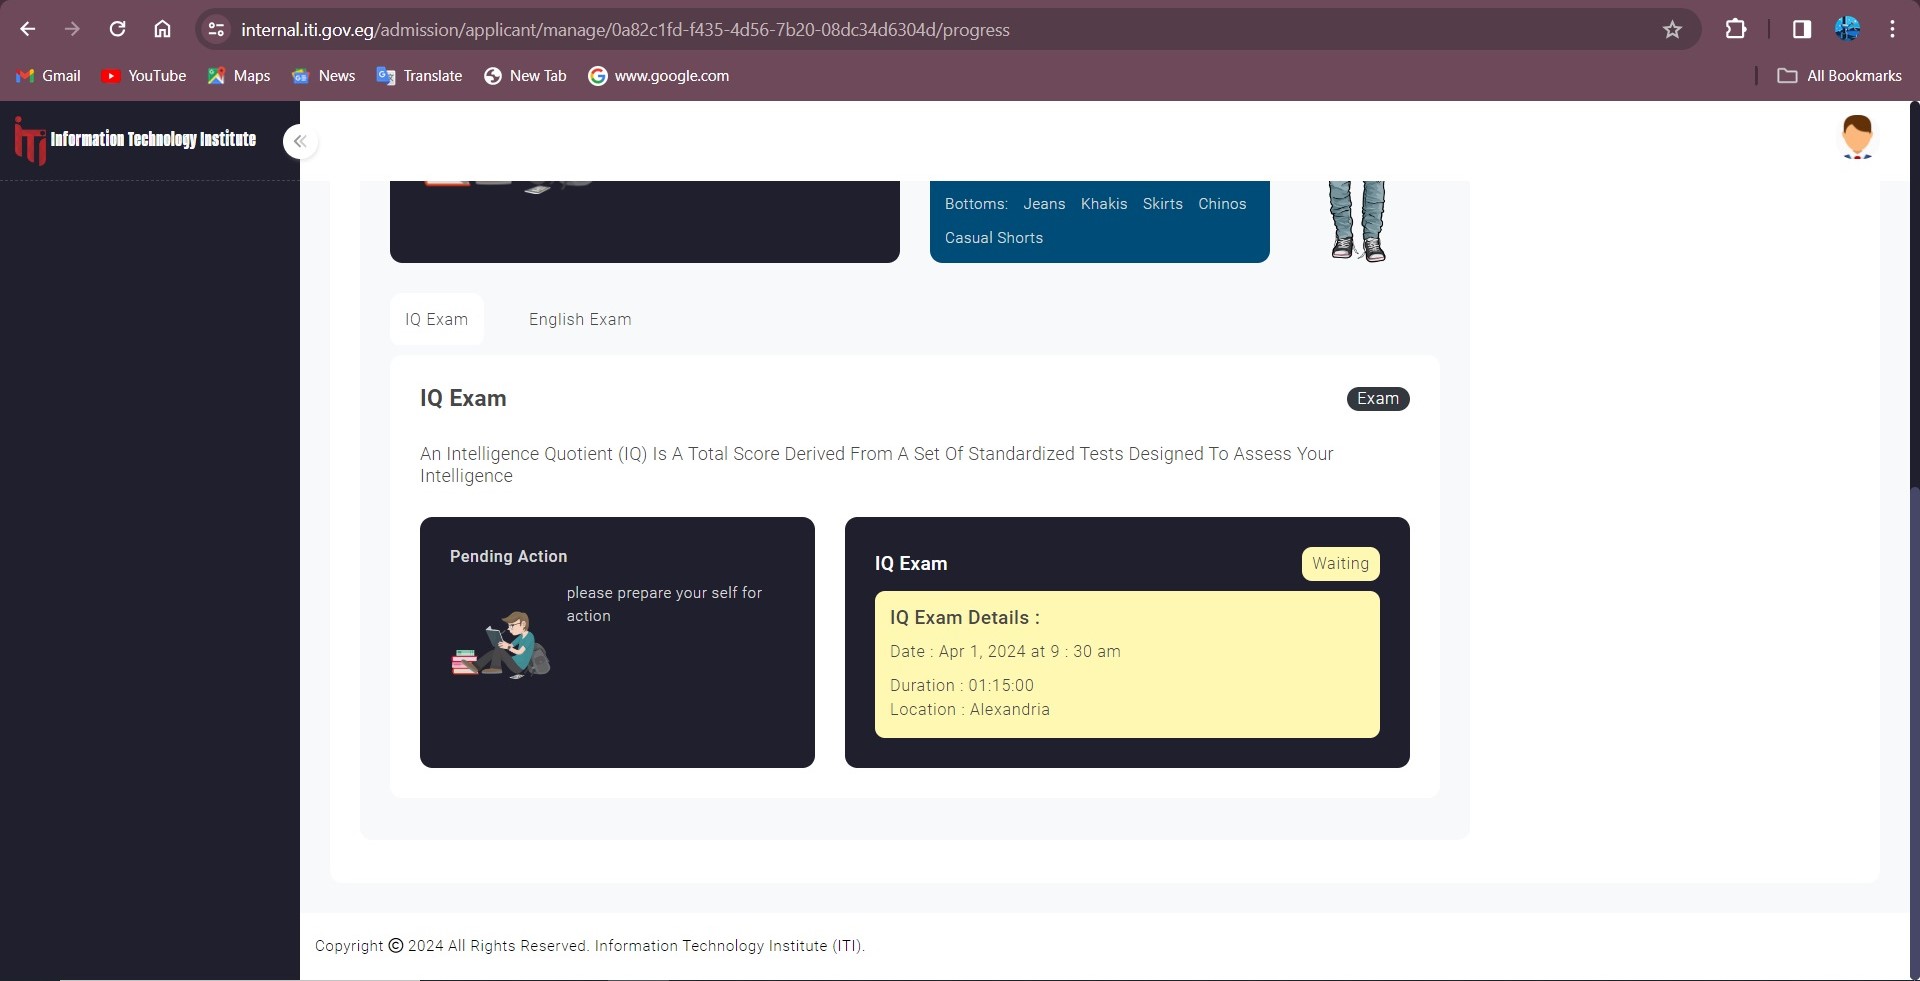 internal.iti.gov.eg/admission/applicant/manage/0a82c1fd-f435-4d56-7b20-08dc34d6304d/progress
Gmail YouTube Maps News Translate New Tab www.google.com All Bookmarks
iTi Information Technology Institute
Bottoms: Jeans Khakis Skirts Chinos
Casual Shorts
IQ Exam English Exam
IQ Exam Exam
An Intelligence Quotient (IQ) Is A Total Score Derived From A Set Of Standardized Tests Designed To Assess Your
Intelligence
Pending Action
please prepare your self for
action
IQ Exam Waiting
IQ Exam Details :
Date : Apr 1, 2024 at 9 : 30 am
Duration : 01:15:00
Location : Alexandria
Copyright © 2024 All Rights Reserved. Information Technology Institute (ITI).